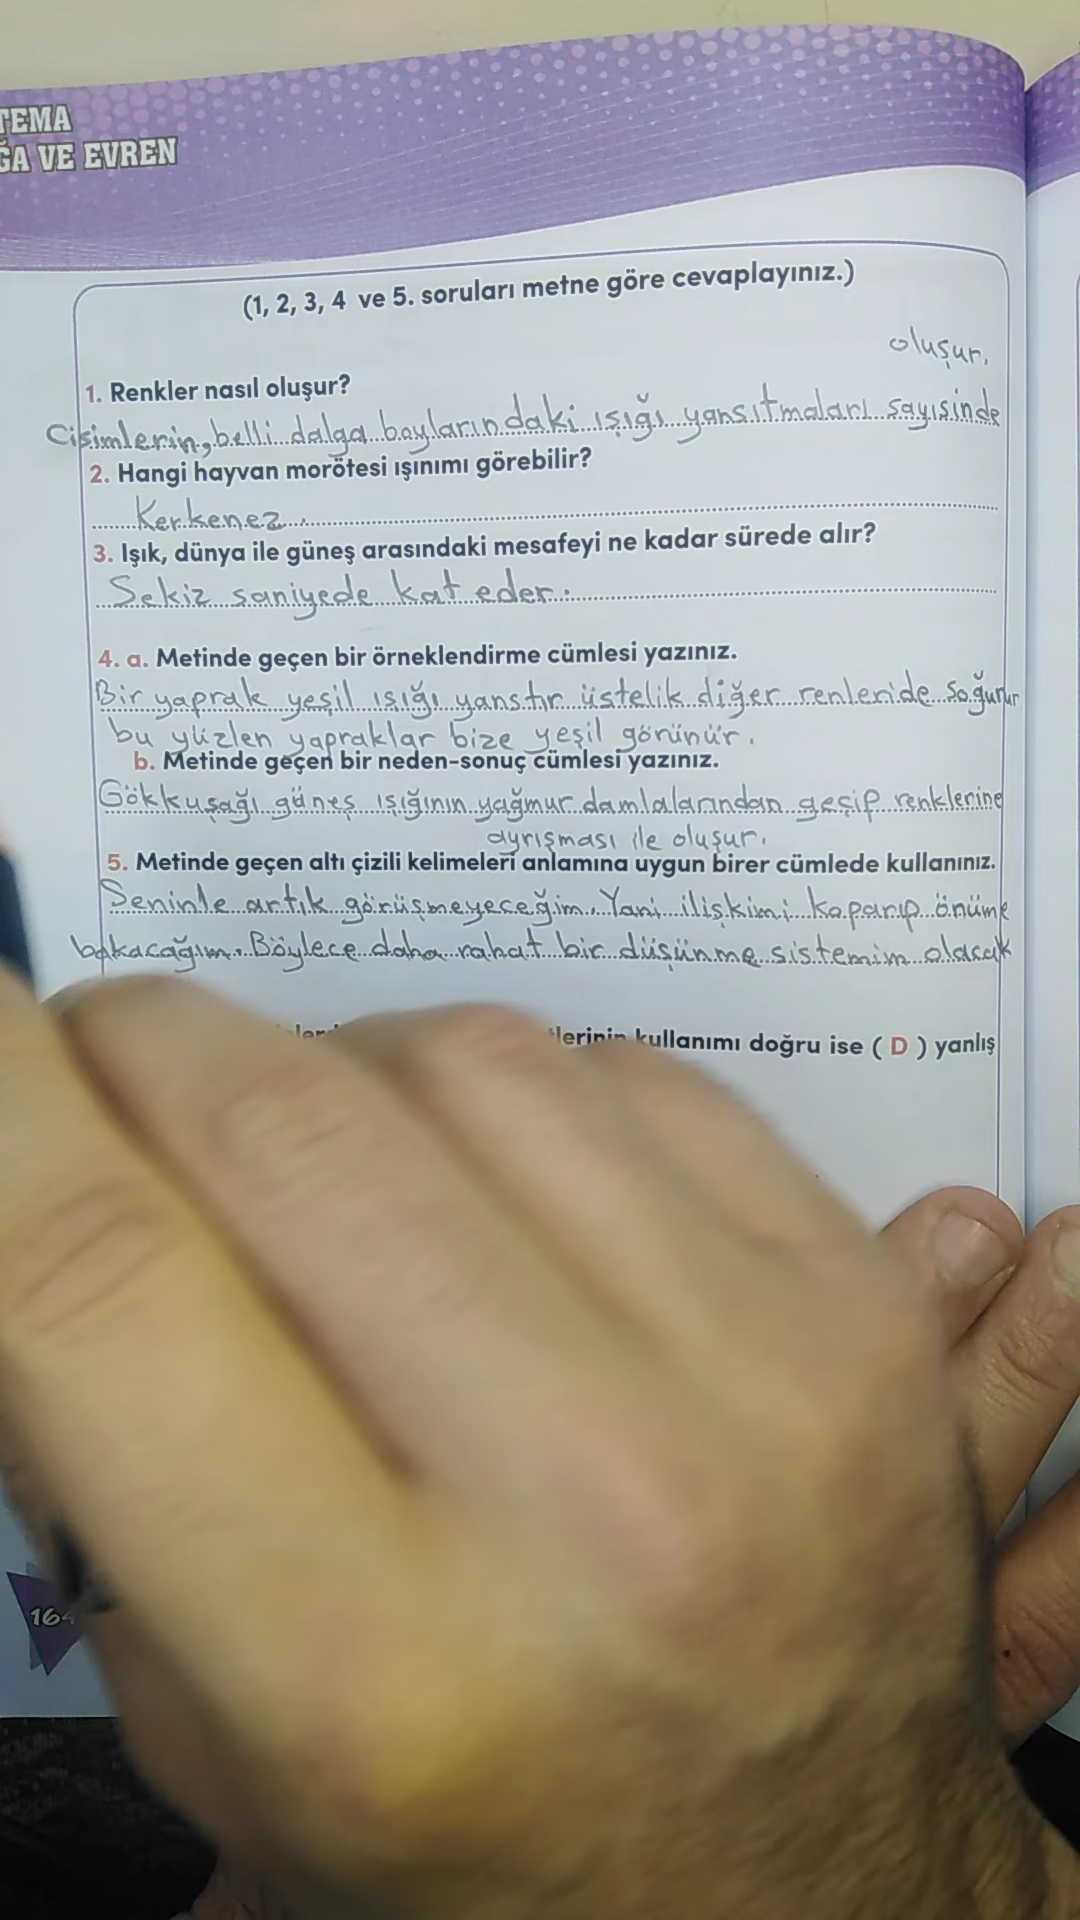 TEMA
ĞA VE EVREN
(1, 2, 3, 4 ve 5. soruları metne göre cevaplayınız.)
oluşur.
1. Renkler nasıl oluşur?
Cisimlerin, belli dalga boylarındaki ışığı yansıtmaları sayısinde
2. Hangi hayvan morötesi ışınımı görebilir?
Kerkenez.
3. Işık, dünya ile güneş arasındaki mesafeyi ne kadar sürede alır?
Sekiz saniyede kat eder.
4. a. Metinde geçen bir örneklendirme cümlesi yazınız.
Bir yaprak yeşil ışığı yanstır üstelik diğer renleride soğurur
bu yüzlen yapraklar bize yeşil görünür.
b. Metinde geçen bir neden-sonuç cümlesi yazınız.
Gökkuşağı güneş ışığının yağmur damlalarından geçip renklerine
ayrışması ile oluşur.
5. Metinde geçen altı çizili kelimeleri anlamına uygun birer cümlede kullanınız.
Seninle artık görüşmeyeceğim. Yani ilişkimi koparıp önüme
bakacağım. Böylece daha rahat bir düşünme sistemim olacak
kullanımı doğru ise ( D ) yanlış
164